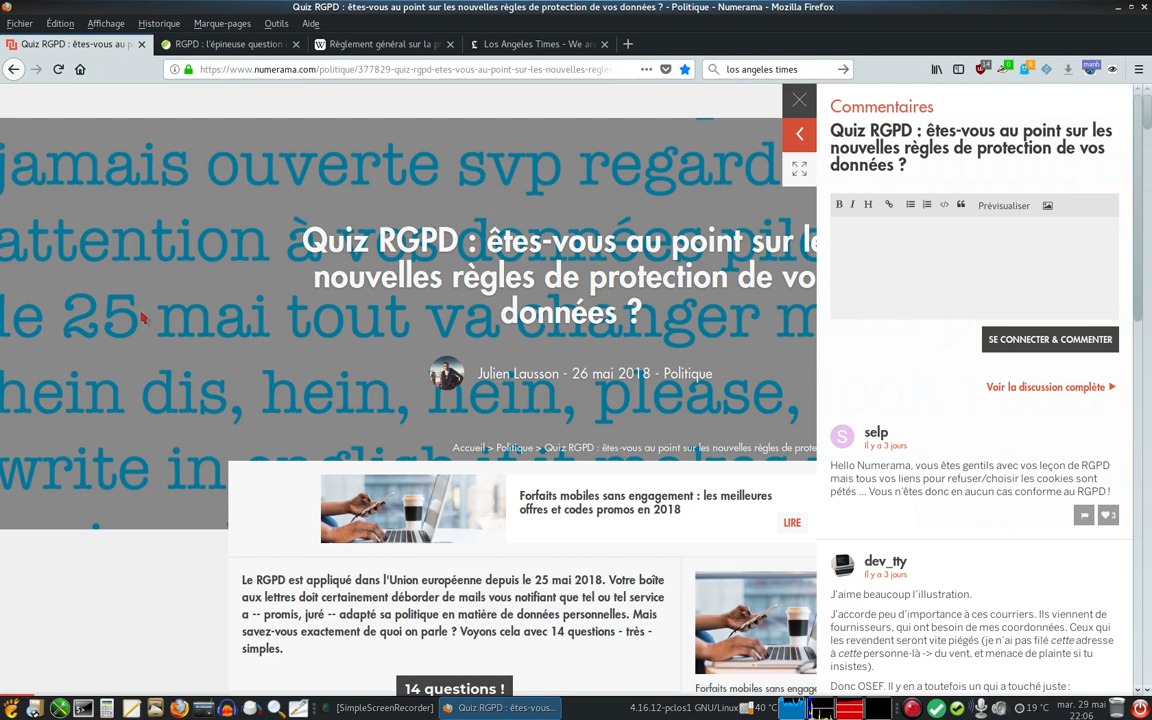 Quiz RGPD : êtes-vous au point sur les nouvelles règles de protection de vos données ? - Politique - Numerama - Mozilla Firefox
Fichier Édition Affichage Historique Marque-pages Outils Aide
Quiz RGPD : êtes-vous au p RGPD : l'épineuse question Règlement général sur la p Los Angeles Times - We are
https://www.numerama.com/politique/377829-quiz-rgpd-etes-vous-au-point-sur-les-nouvelles-regles los angeles times
14 0 8 manh
Commentaires
Quiz RGPD : êtes-vous au point sur les
nouvelles règles de protection de vos
données ?
B I H Prévisualiser
SE CONNECTER & COMMENTER
Voir la discussion complète
S selp
Il y a 3 jours
Hello Numerama, vous êtes gentils avec vos leçon de RGPD
mais tous vos liens pour refuser/choisir les cookies sont
pétés ... Vous n'êtes donc en aucun cas conforme au RGPD !
3
dev_tty
Il y a 3 jours
J'aime beaucoup l'illustration.
J'accorde peu d'importance à ces courriers. Ils viennent de
fournisseurs, qui ont besoin de mes coordonnées. Ceux qui
les revendent seront vite piégés (je n'ai pas filé cette adresse
à cette personne-là -> du vent, et menace de plainte si tu
insistes).
Donc OSEF. Il y en a toutefois un qui a touché juste :
jamais ouverte svp regard
attention à vos données
le 25 mai tout va changer m
hein dis, hein, hein, please,
write in english if it makes
Quiz RGPD : êtes-vous au point sur le
nouvelles règles de protection de vo
données ?
Julien Lausson - 26 mai 2018 - Politique
Accueil > Politique > Quiz RGPD : êtes-vous au point sur les nouvelles règles de prote
Forfaits mobiles sans engagement : les meilleures
offres et codes promos en 2018
LIRE
Le RGPD est appliqué dans l'Union européenne depuis le 25 mai 2018. Votre boîte
aux lettres doit certainement déborder de mails vous notifiant que tel ou tel service
a -- promis, juré -- adapté sa politique en matière de données personnelles. Mais
savez-vous exactement de quoi on parle ? Voyons cela avec 14 questions - très -
simples.
14 questions !
Forfaits mobiles sans engage
[SimpleScreenRecorder] Quiz RGPD : êtes-vous... 4.16.12-pclos1 GNU/Linux 40 °C 19 °C mar. 29 mai
22:06